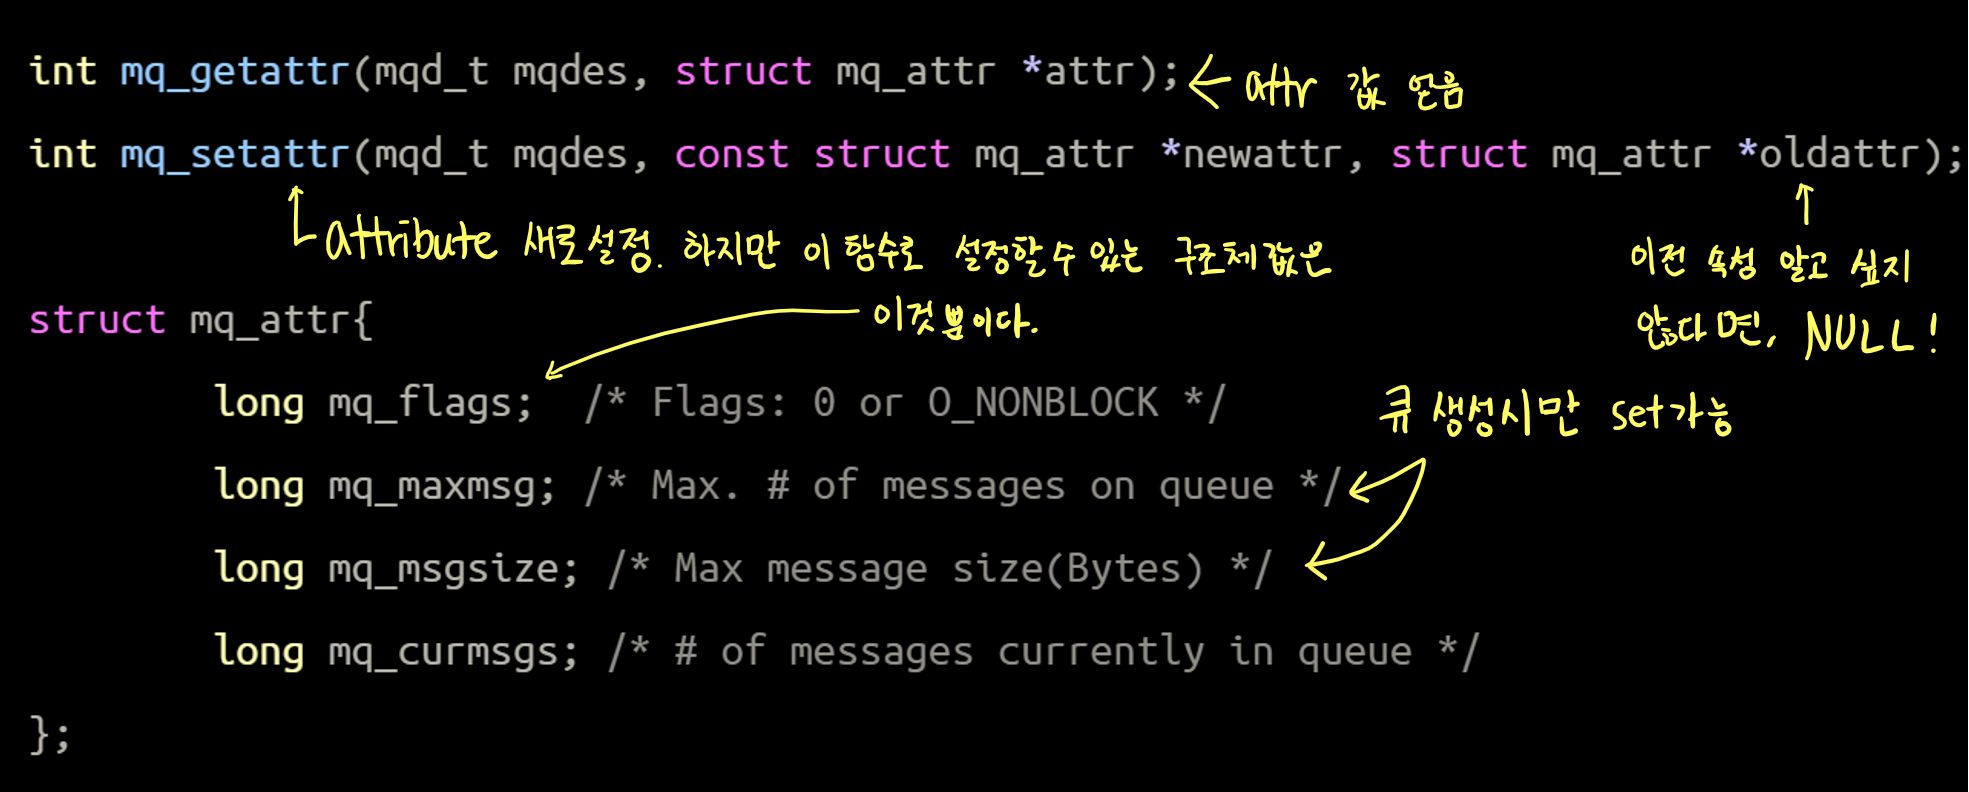 int mq_getattr(mqd_t mqdes, struct mq_attr *attr); ← attr 값 얻음
int mq_setattr(mqd_t mqdes, const struct mq_attr *newattr, struct mq_attr *oldattr);
attribute 새로설정. 하지만 이 함수로 설정할 수 있는 구조체값은
이것뿐이다.
이전 속성 알고 싶지
않다면, NULL!
struct mq_attr{
long mq_flags; /* Flags: 0 or O_NONBLOCK */
큐 생성시만 set가능
long mq_maxmsg; /* Max. # of messages on queue */
long mq_msgsize; /* Max message size(Bytes) */
long mq_curmsgs; /* # of messages currently in queue */
};